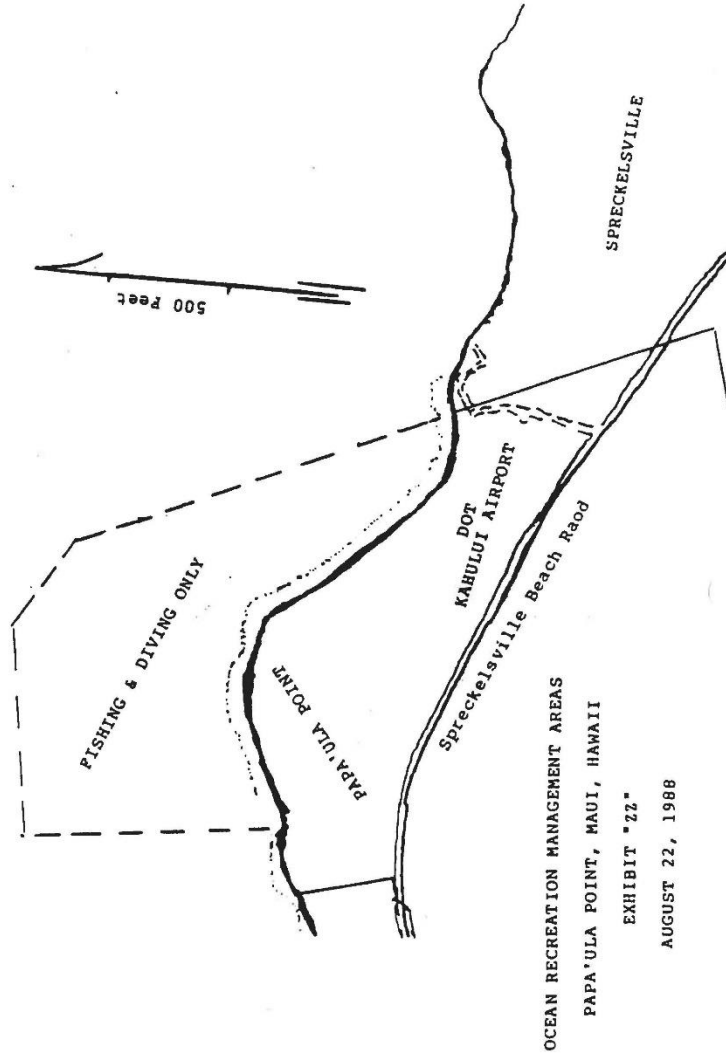 500 Feet
FISHING & DIVING ONLY
PAPA'ULA POINT
DOT
KAHULUI AIRPORT
SPRECKELSVILLE
Spreckelsville Beach Raod
OCEAN RECREATION MANAGEMENT AREAS
PAPA'ULA POINT, MAUI, HAWAII
EXHIBIT "ZZ"
AUGUST 22, 1988